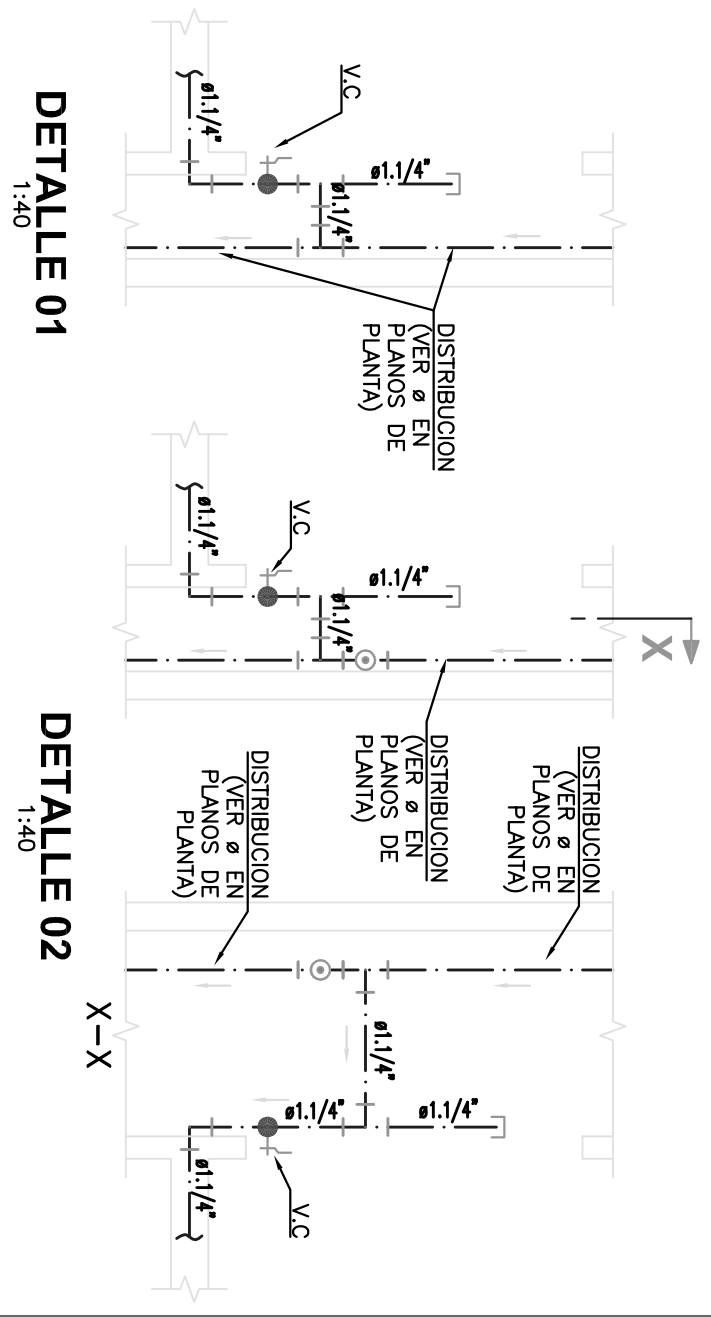 V.C
ø1.1/4"
ø1.1/4"
ø1.1/4"
DISTRIBUCION
(VER ø EN
PLANOS DE
PLANTA)
DETALLE 01
1:40
V.C
ø1.1/4"
ø1.1/4"
ø1.1/4"
X
DISTRIBUCION
(VER ø EN
PLANOS DE
PLANTA)
DISTRIBUCION
(VER ø EN
PLANOS DE
PLANTA)
DISTRIBUCION
(VER ø EN
PLANOS DE
PLANTA)
ø1.1/4"
ø1.1/4"
ø1.1/4"
ø1.1/4"
V.C
X-X
DETALLE 02
1:40